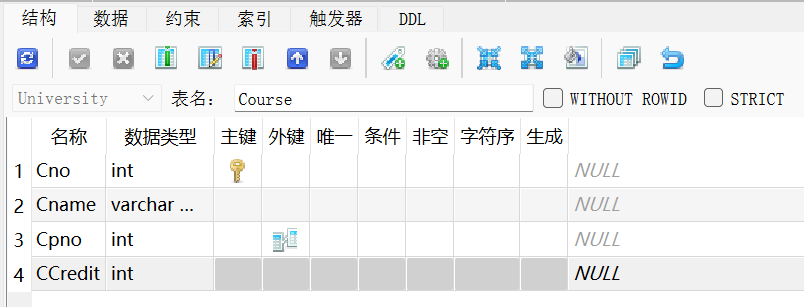 结构 数据 约束 索引 触发器 DDL
University 表名： Course WITHOUT ROWID STRICT
名称 数据类型 主键 外键 唯一 条件 非空 字符序 生成
1 Cno int NULL
2 Cname varchar ... NULL
3 Cpno int NULL
4 CCredit int NULL